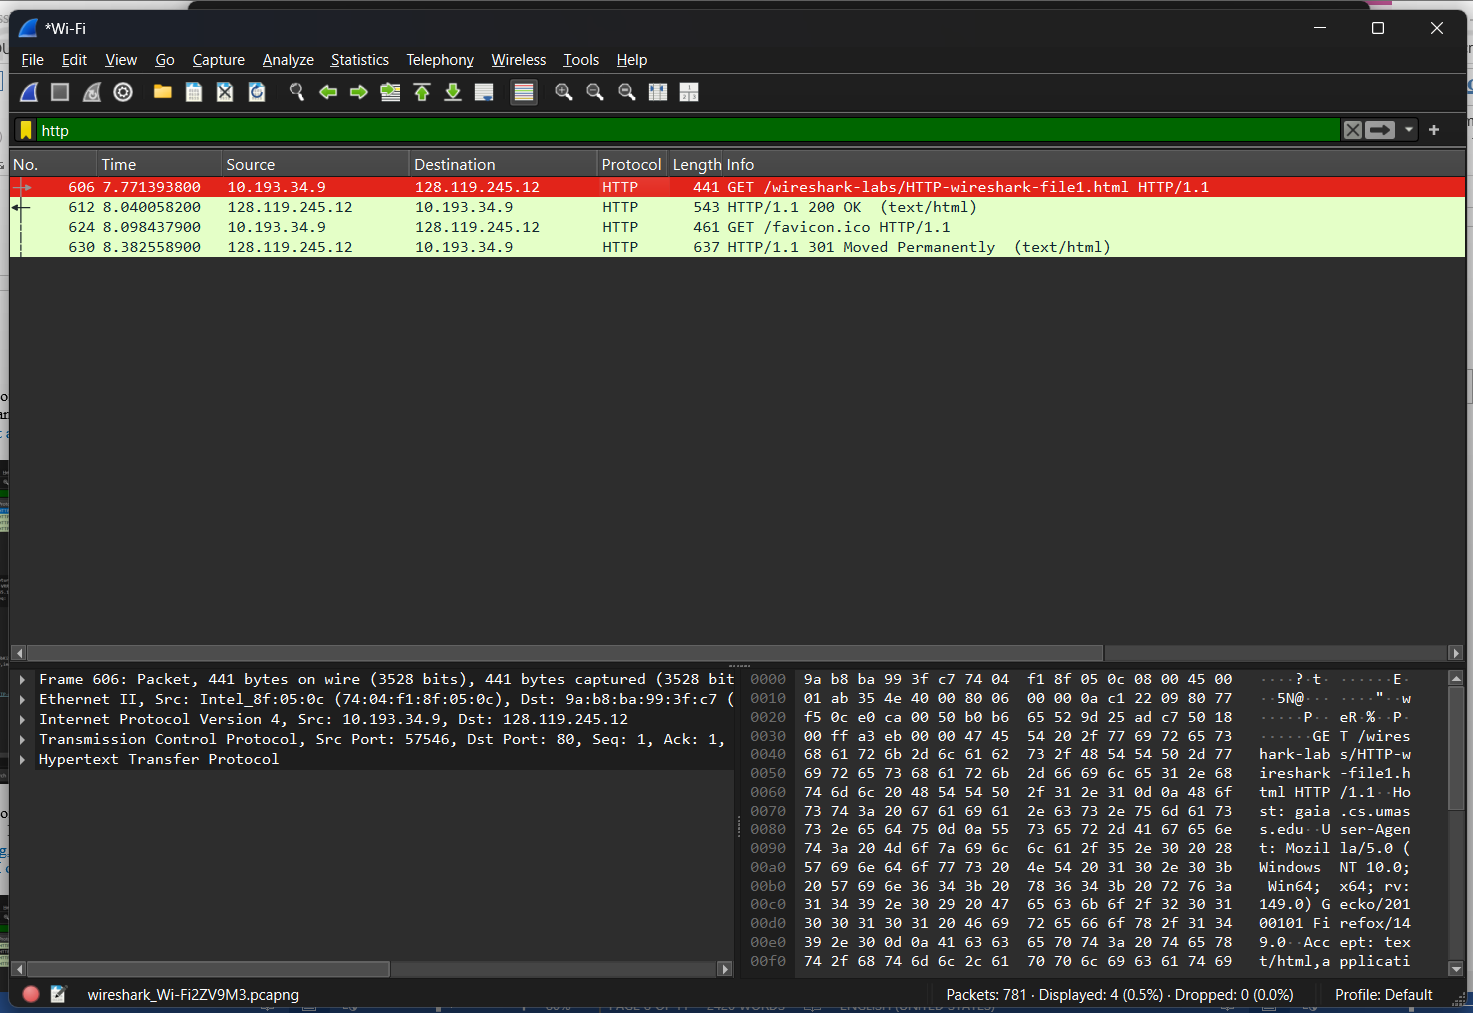 *Wi-Fi
File Edit View Go Capture Analyze Statistics Telephony Wireless Tools Help
http
No. Time Source Destination Protocol Length Info
606 7.771393800 10.193.34.9 128.119.245.12 HTTP 441 GET /wireshark-labs/HTTP-wireshark-file1.html HTTP/1.1
612 8.040058200 128.119.245.12 10.193.34.9 HTTP 543 HTTP/1.1 200 OK (text/html)
624 8.098437900 10.193.34.9 128.119.245.12 HTTP 461 GET /favicon.ico HTTP/1.1
630 8.382558900 128.119.245.12 10.193.34.9 HTTP 637 HTTP/1.1 301 Moved Permanently (text/html)
Frame 606: Packet, 441 bytes on wire (3528 bits), 441 bytes captured (3528 bit
Ethernet II, Src: Intel_8f:05:0c (74:04:f1:8f:05:0c), Dst: 9a:b8:ba:99:3f:c7 (
Internet Protocol Version 4, Src: 10.193.34.9, Dst: 128.119.245.12
Transmission Control Protocol, Src Port: 57546, Dst Port: 80, Seq: 1, Ack: 1,
Hypertext Transfer Protocol
0000 9a b8 ba 99 3f c7 74 04 f1 8f 05 0c 08 00 45 00 ····?·t· ······E·
0010 01 ab 35 4e 40 00 80 06 00 00 0a c1 22 09 80 77 ··5N@··· ····"··w
0020 f5 0c e0 ca 00 50 b0 b6 65 52 9d 25 ad c7 50 18 ·····P·· eR·%··P·
0030 00 ff a3 eb 00 00 47 45 54 20 2f 77 69 72 65 73 ······GE T /wires
0040 68 61 72 6b 2d 6c 61 62 73 2f 48 54 54 50 2d 77 hark-lab s/HTTP-w
0050 69 72 65 73 68 61 72 6b 2d 66 69 6c 65 31 2e 68 ireshark -file1.h
0060 74 6d 6c 20 48 54 54 50 2f 31 2e 31 0d 0a 48 6f tml HTTP /1.1··Ho
0070 73 74 3a 20 67 61 69 61 2e 63 73 2e 75 6d 61 73 st: gaia .cs.umas
0080 73 2e 65 64 75 0d 0a 55 73 65 72 2d 41 67 65 6e s.edu··U ser-Agen
0090 74 3a 20 4d 6f 7a 69 6c 6c 61 2f 35 2e 30 20 28 t: Mozil la/5.0 (
00a0 57 69 6e 64 6f 77 73 20 4e 54 20 31 30 2e 30 3b Windows NT 10.0;
00b0 20 57 69 6e 36 34 3b 20 78 36 34 3b 20 72 76 3a Win64; x64; rv:
00c0 31 34 39 2e 30 29 20 47 65 63 6b 6f 2f 32 30 31 149.0) G ecko/201
00d0 30 30 31 30 31 20 46 69 72 65 66 6f 78 2f 31 34 00101 Fi refox/14
00e0 39 2e 30 0d 0a 41 63 63 65 70 74 3a 20 74 65 78 9.0··Acc ept: tex
00f0 74 2f 68 74 6d 6c 2c 61 70 70 6c 69 63 61 74 69 t/html,a pplicati
wireshark_Wi-Fi2ZV9M3.pcapng Packets: 781 · Displayed: 4 (0.5%) · Dropped: 0 (0.0%) Profile: Default